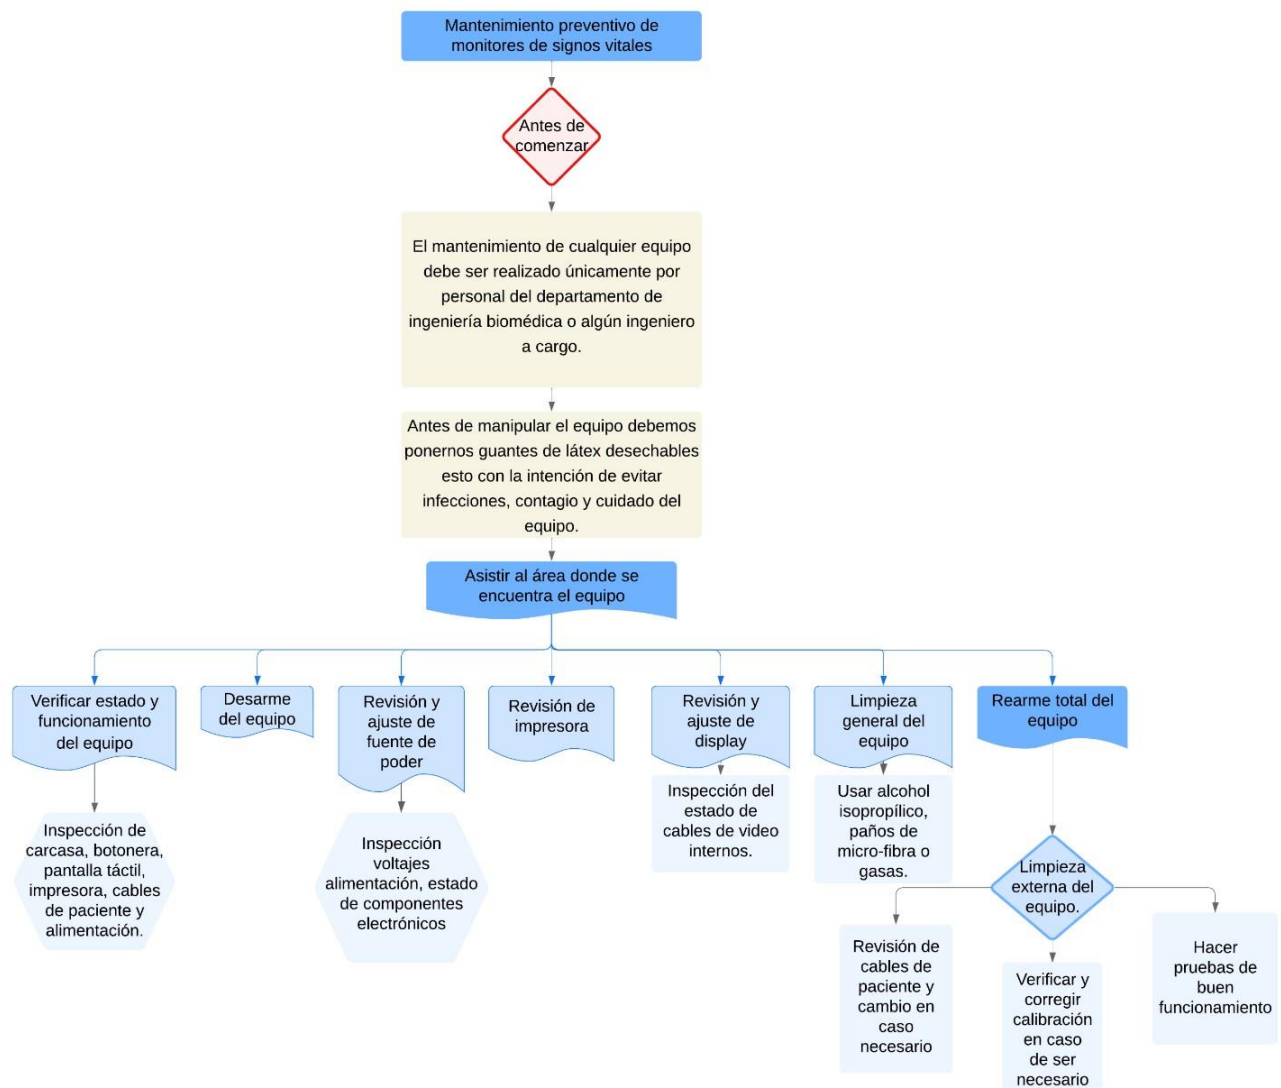 Mantenimiento preventivo de
monitores de signos vitales
Antes de
comenzar
El mantenimiento de cualquier equipo
debe ser realizado únicamente por
personal del departamento de
ingeniería biomédica o algún ingeniero
a cargo.
Antes de manipular el equipo debemos
ponernos guantes de látex desechables
esto con la intención de evitar
infecciones, contagio y cuidado del
equipo.
Asistir al área donde se
encuentra el equipo
Verificar estado y
funcionamiento
del equipo
Desarme
del equipo
Revisión y
ajuste de
fuente de
poder
Revisión de
impresora
Revisión y
ajuste de
display
Limpieza
general del
equipo
Rearme total del
equipo
Inspección de
carcasa, botonera,
pantalla táctil,
impresora, cables
de paciente y
alimentación.
Inspección
voltajes
alimentación, estado
de componentes
electrónicos
Inspección del
estado de
cables de video
internos.
Usar alcohol
isopropílico,
paños de
micro-fibra o
gasas.
Limpieza
externa del
equipo.
Revisión de
cables de
paciente y
cambio en
caso
necesario
Verificar y
corregir
calibración
en caso
de ser
necesario
Hacer
pruebas de
buen
funcionamiento